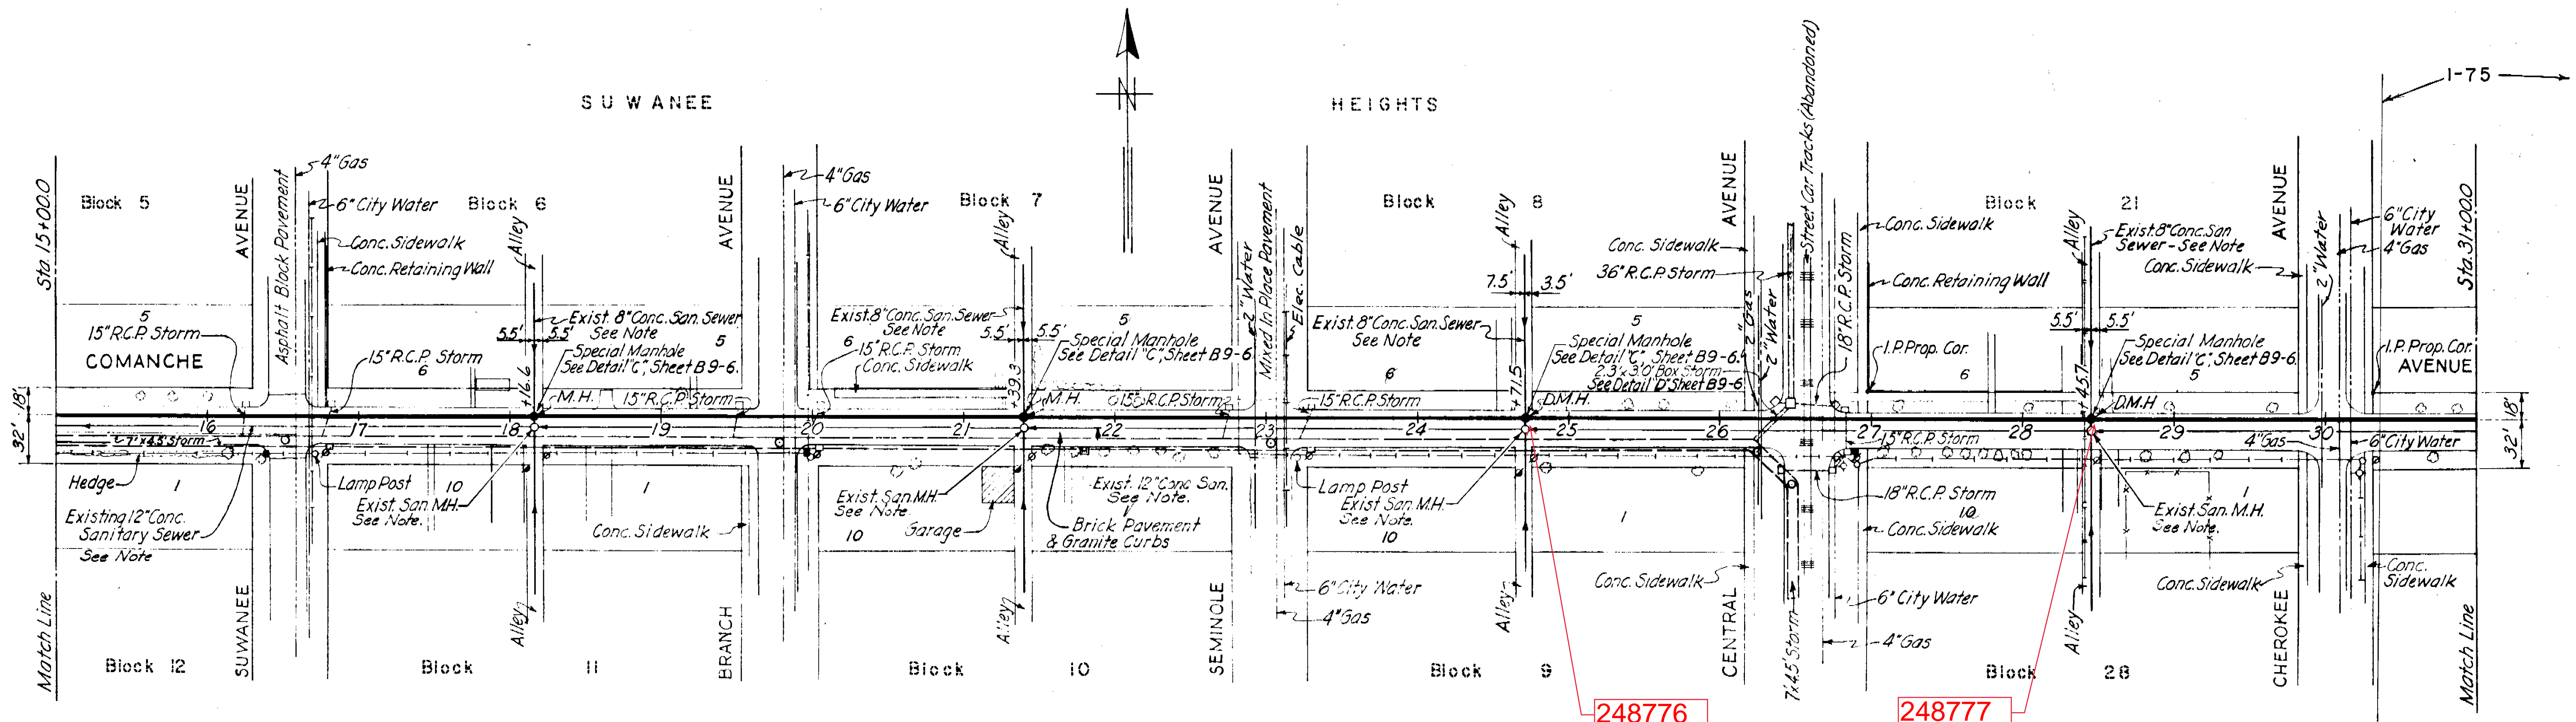 SUWANEE
N
HEIGHTS
I-75
Sta. 15+00.0
Block 5
AVENUE
Asphalt Block Pavement
4" Gas
6" City Water
Conc. Sidewalk
Conc. Retaining Wall
Block 6
Alley
AVENUE
4" Gas
6" City Water
Block 7
Alley
AVENUE
2" Water
Mixed In Place Pavement
Elec. Cable
Block 8
Alley
7.5' 3.5'
AVENUE
Conc. Sidewalk
36" R.C.P. Storm
2" Gas
2" Water
Street Car Tracks (Abandoned)
18" R.C.P. Storm
Conc. Sidewalk
Conc. Retaining Wall
Block 21
Alley
Exist. 8" Conc. San
Sewer - See Note
AVENUE
Conc. Sidewalk
2" Water
6" City
Water
4" Gas
Sta. 31+00.0
5
15" R.C.P. Storm
COMANCHE
15" R.C.P. Storm
6
Exist. 8" Conc. San. Sewer
See Note
5.5' 5.5'
5
Special Manhole
See Detail "C", Sheet B9-6.
+16.6
M.H.
15" R.C.P. Storm
Exist. 8" Conc. San. Sewer
See Note
5.5' 5.5'
6
15" R.C.P. Storm
Conc. Sidewalk
5
Special Manhole
See Detail "C", Sheet B9-6
+39.3
M.H.
15" R.C.P. Storm
Exist. 8" Conc. San. Sewer
See Note
6
15" R.C.P. Storm
+71.5
5
Special Manhole
See Detail "C", Sheet B9-6.
2.3' x 3.0' Box Storm
See Detail "D" Sheet B9-6
D.M.H.
I.P. Prop. Cor.
6
5.5' 5.5'
Special Manhole
See Detail "C", Sheet B9-6.
5
+45.7
D.M.H.
I.P. Prop. Cor.
AVENUE
32' 18'
16 17 18 19 20 21 22 23 24 25 26 27 28 29 30
18' 32'
7' x 4.5' Storm
Hedge
1
Existing 12" Conc.
Sanitary Sewer
See Note
Lamp Post
10
Exist. San. M.H.
See Note.
1
Conc. Sidewalk
Exist. San. M.H.
See Note
10
Garage
Exist. 12" Conc San.
See Note.
1
Brick Pavement
& Granite Curbs
Lamp Post
Exist San. M.H.
See Note.
10
1
Conc. Sidewalk
6" City Water
4" Gas
15" R.C.P. Storm
18" R.C.P. Storm
10
Conc. Sidewalk
6" City Water
4" Gas
7'x4.5' Storm
4" Gas
6" City Water
1
Exist. San. M.H.
See Note.
Conc. Sidewalk
Conc.
Sidewalk
Match Line
Block 12
SUWANEE
Block 11
Alley
BRANCH
Block 10
Alley
SEMINOLE
Block 9
Alley
CENTRAL
Block 28
Alley
CHEROKEE
Match Line
248776
248777